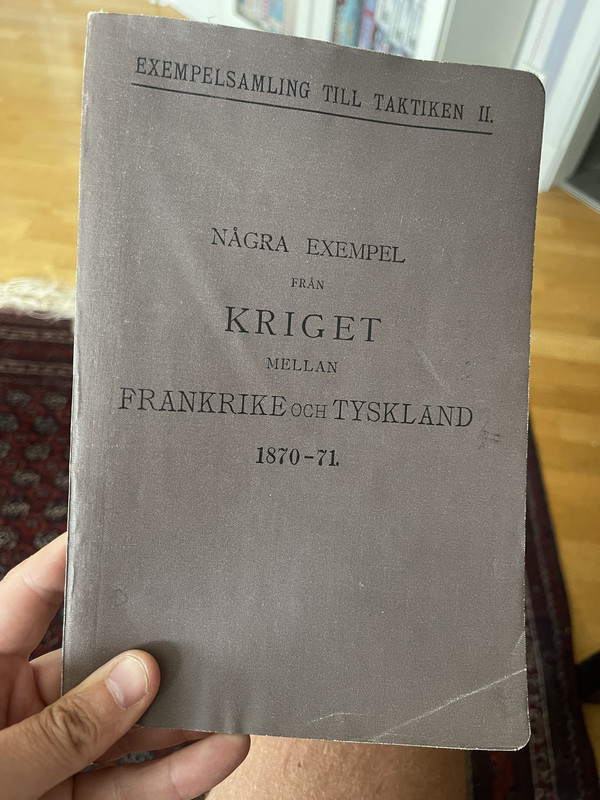 EXEMPELSAMLING TILL TAKTIKEN II.
NÅGRA EXEMPEL
FRÅN
KRIGET
MELLAN
FRANKRIKE OCH TYSKLAND
1870-71.